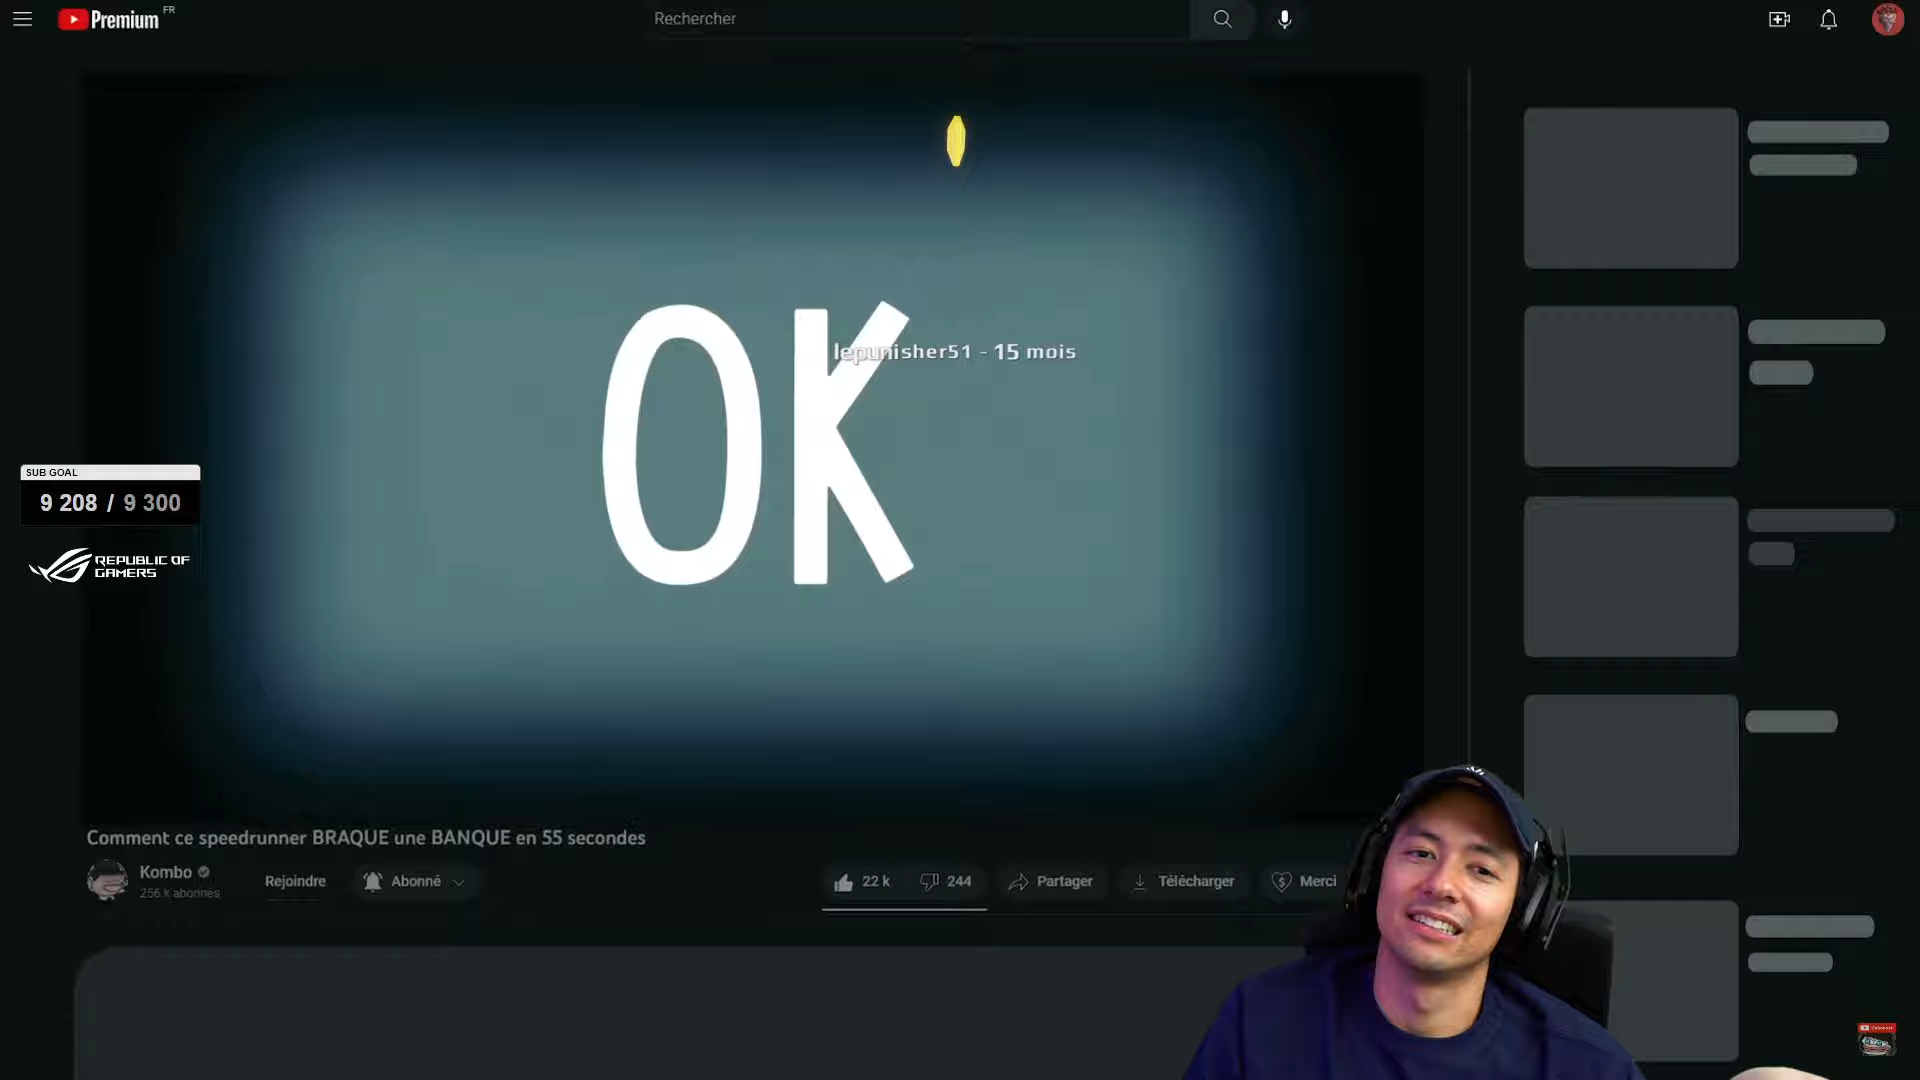 Premium FR
Rechercher
OK
lepunisher51 - 15 mois
SUB GOAL
9 208 / 9 300
REPUBLIC OF
GAMERS
Comment ce speedrunner BRAQUE une BANQUE en 55 secondes
Kombo
256 k abonnés
Rejoindre
Abonné
22 k
244
Partager
Télécharger
Merci